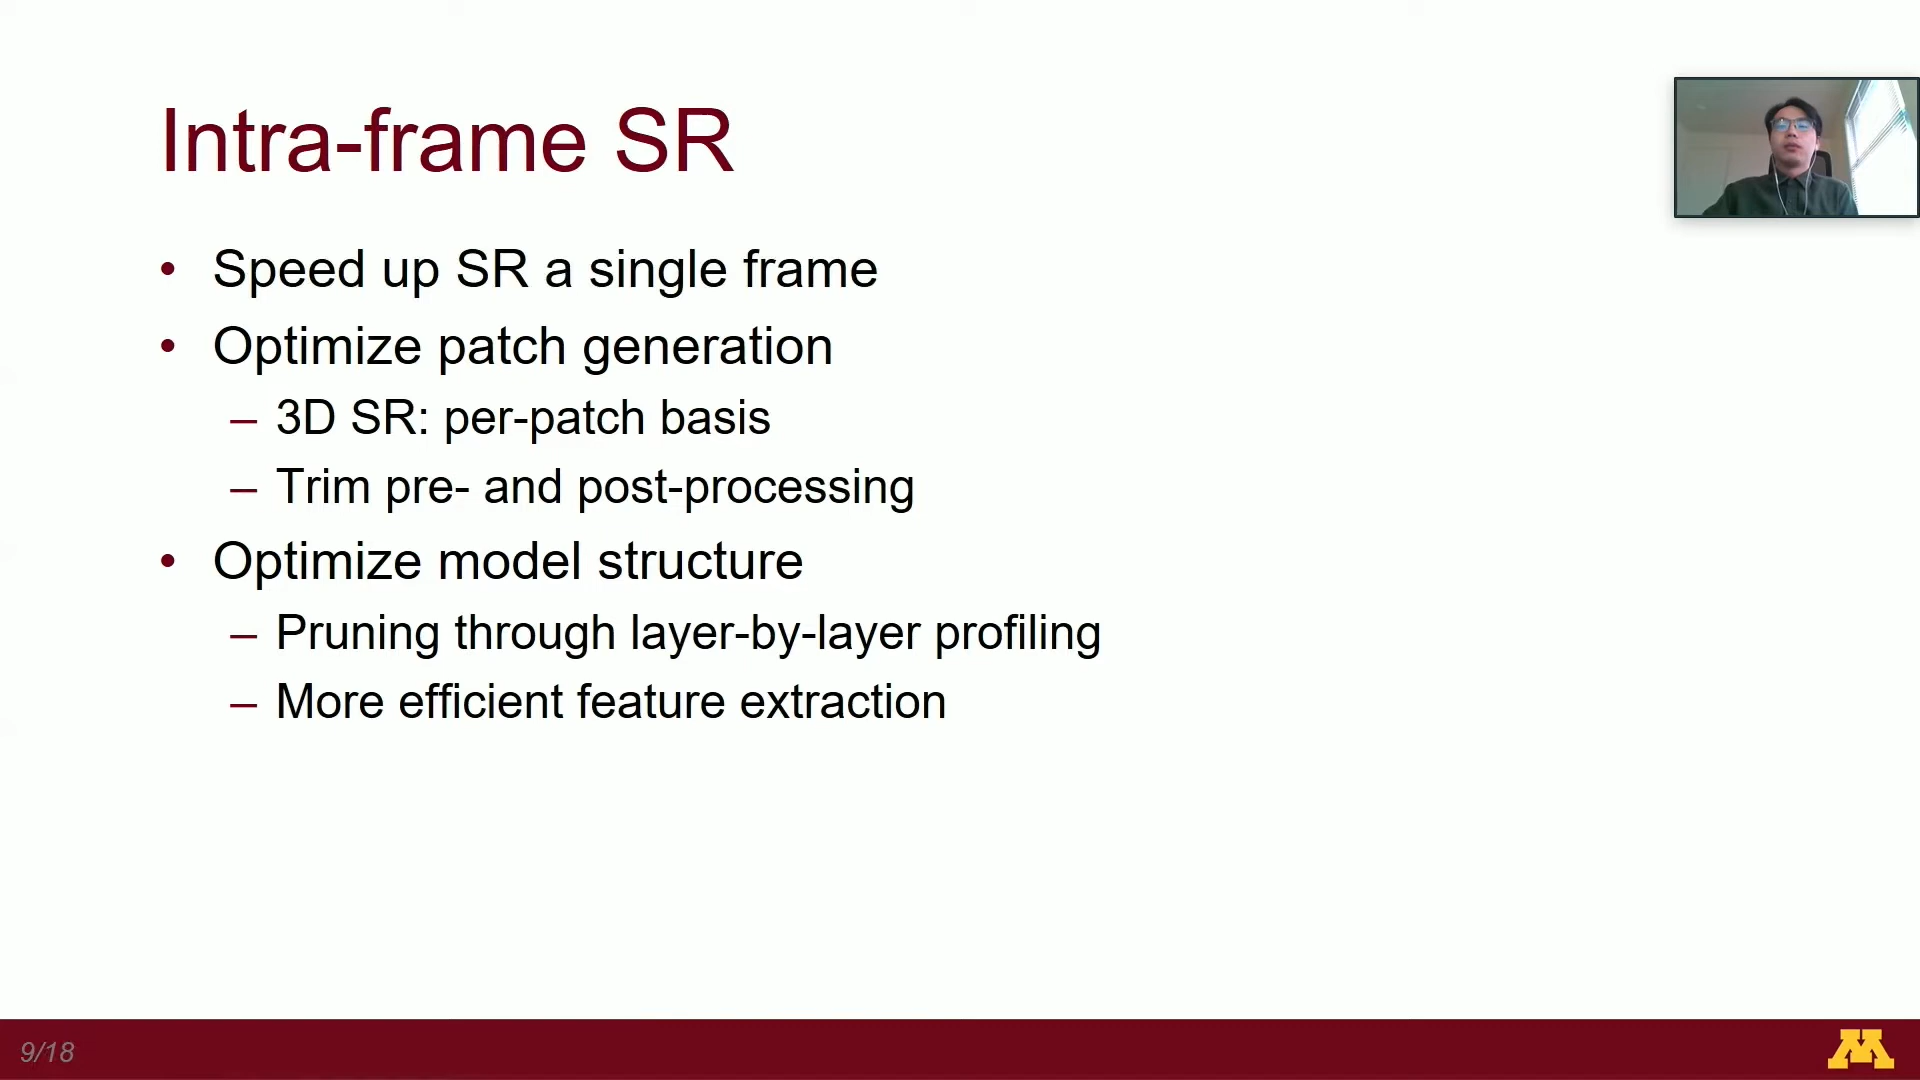 Intra-frame SR
• Speed up SR a single frame
• Optimize patch generation
– 3D SR: per-patch basis
– Trim pre- and post-processing
• Optimize model structure
– Pruning through layer-by-layer profiling
– More efficient feature extraction
9/18
M